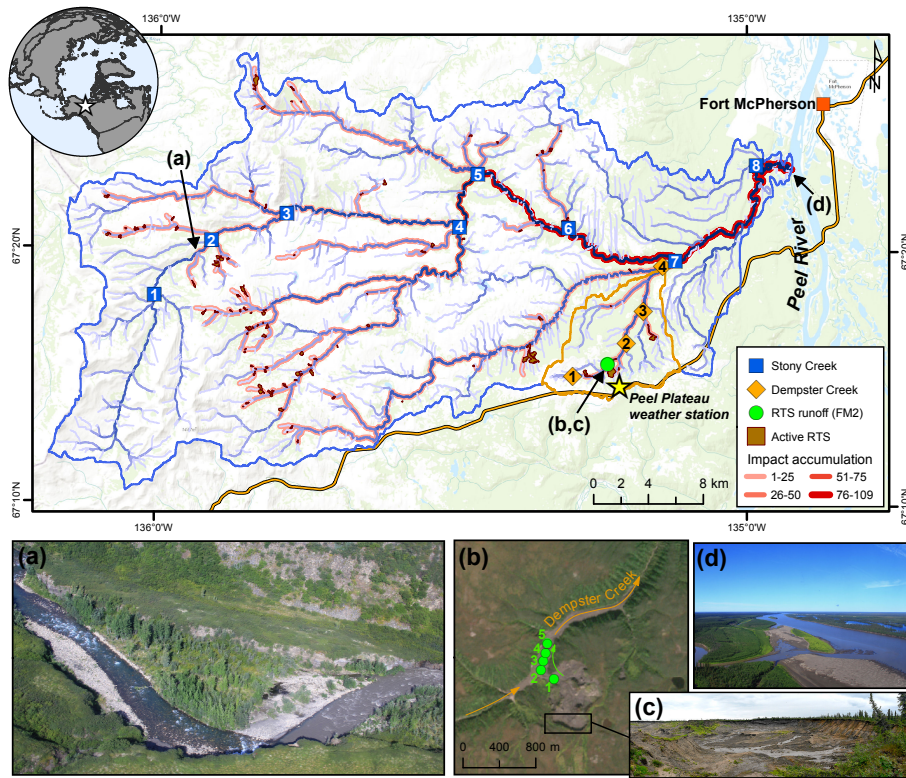 136°0'W
135°0'W
N
Fort McPherson
(a)
5
8
(d)
3
4
6
2
67°20'N
67°20'N
7
4
1
Peel River
3
2
1
Peel Plateau
weather station
(b,c)
Stony Creek
Dempster Creek
RTS runoff (FM2)
Active RTS
Impact accumulation
1-25
51-75
26-50
76-109
0 2 4 8 km
67°10'N
67°10'N
136°0'W
135°0'W
(a)
(b)
Dempster Creek
5
4
3
2
1
0 400 800 m
(d)
(c)